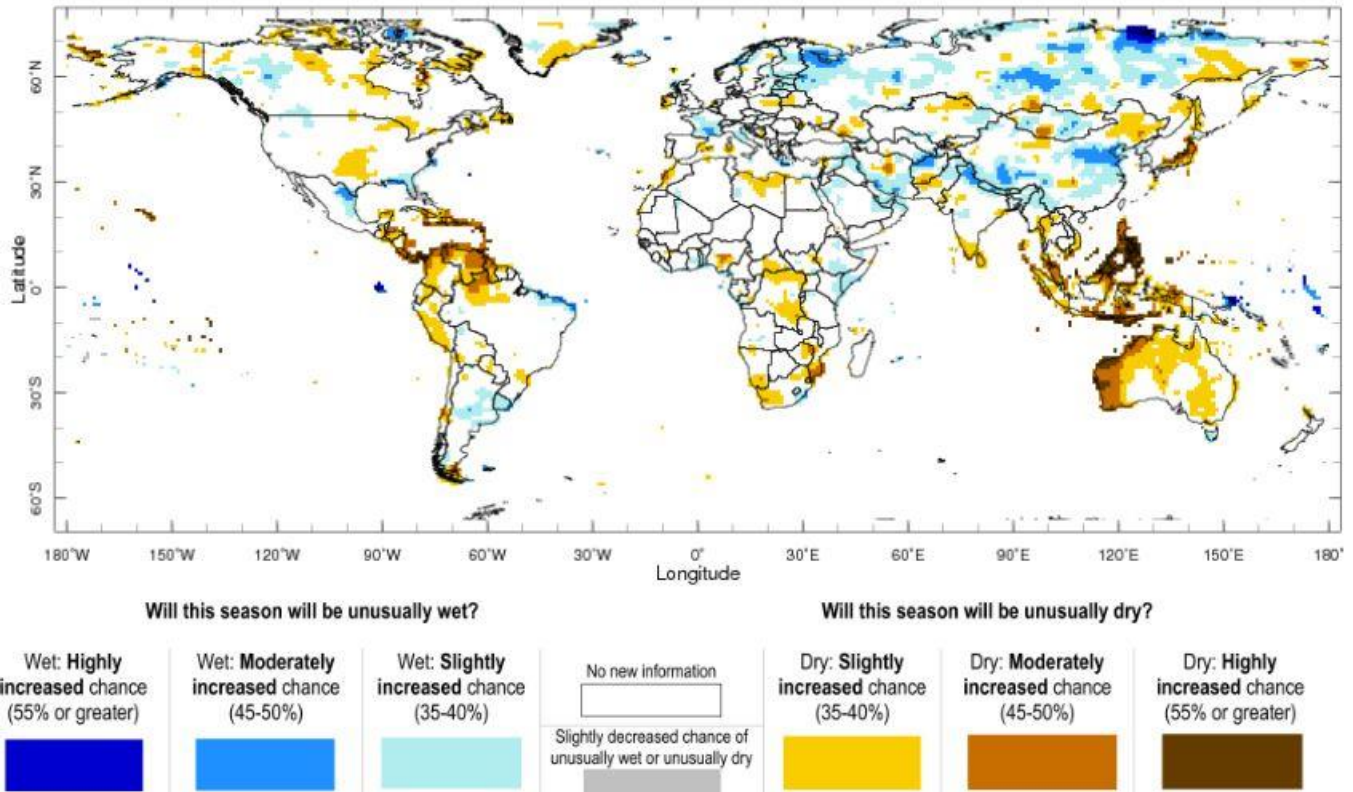 60°N
30°N
Latitude
0°
30°S
60°S
180°W 150°W 120°W 90°W 60°W 30°W 0° 30°E 60°E 90°E 120°E 150°E 180°
Longitude
Will this season will be unusually wet?
Will this season will be unusually dry?
Wet: Highly
increased chance
(55% or greater)
Wet: Moderately
increased chance
(45-50%)
Wet: Slightly
increased chance
(35-40%)
No new information
Slightly decreased chance of
unusually wet or unusually dry
Dry: Slightly
increased chance
(35-40%)
Dry: Moderately
increased chance
(45-50%)
Dry: Highly
increased chance
(55% or greater)